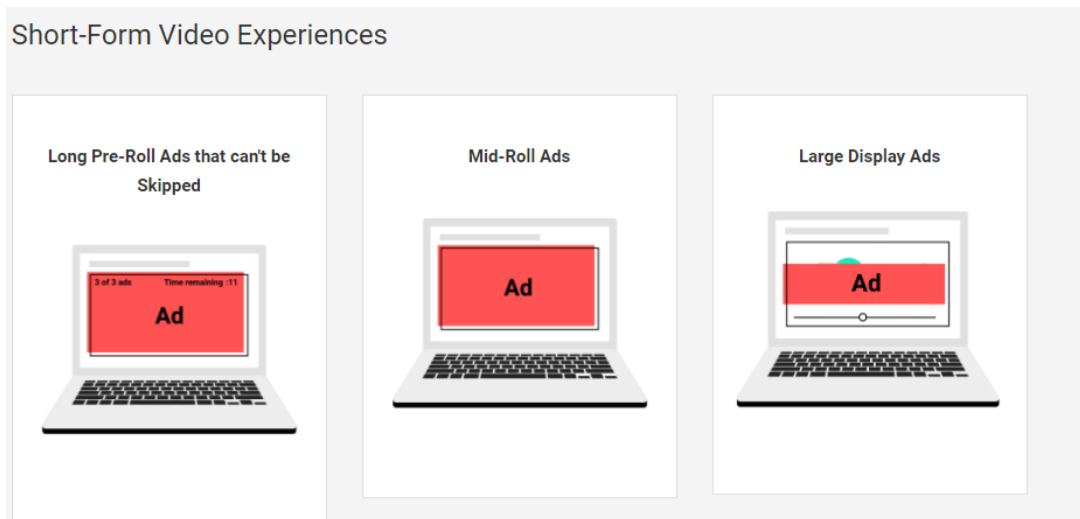 Short-Form Video Experiences
Long Pre-Roll Ads that can't be
Skipped
3 of 3 ads
Time remaining :11
Ad
Mid-Roll Ads
Ad
Large Display Ads
Ad